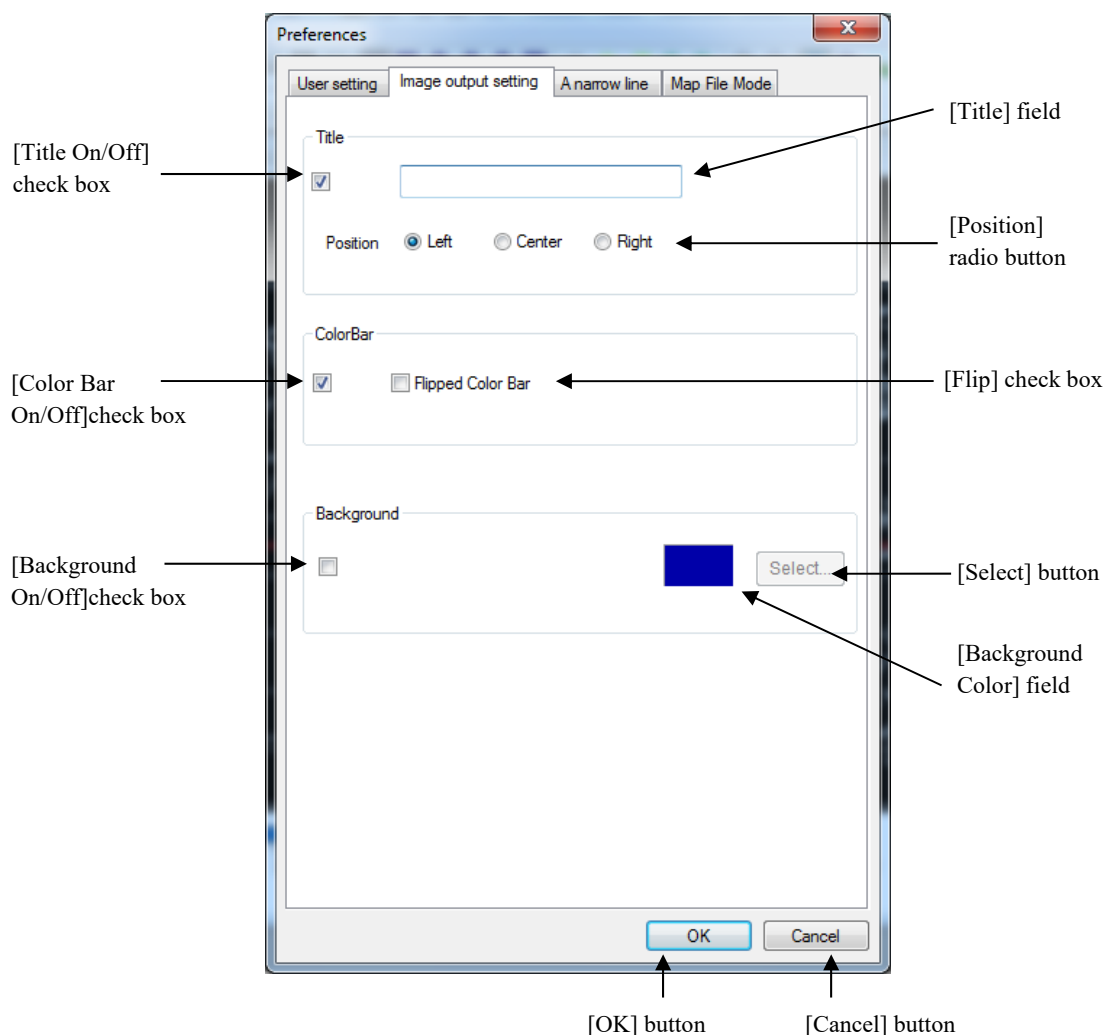 Preferences
X
User setting
Image output setting
A narrow line
Map File Mode
[Title] field
Title
[Title On/Off]
check box
Position
Left
Center
Right
[Position]
radio button
ColorBar
[Color Bar
On/Off]check box
Flipped Color Bar
[Flip] check box
Background
[Background
On/Off]check box
Select...
[Select] button
[Background
Color] field
OK
Cancel
[OK] button
[Cancel] button